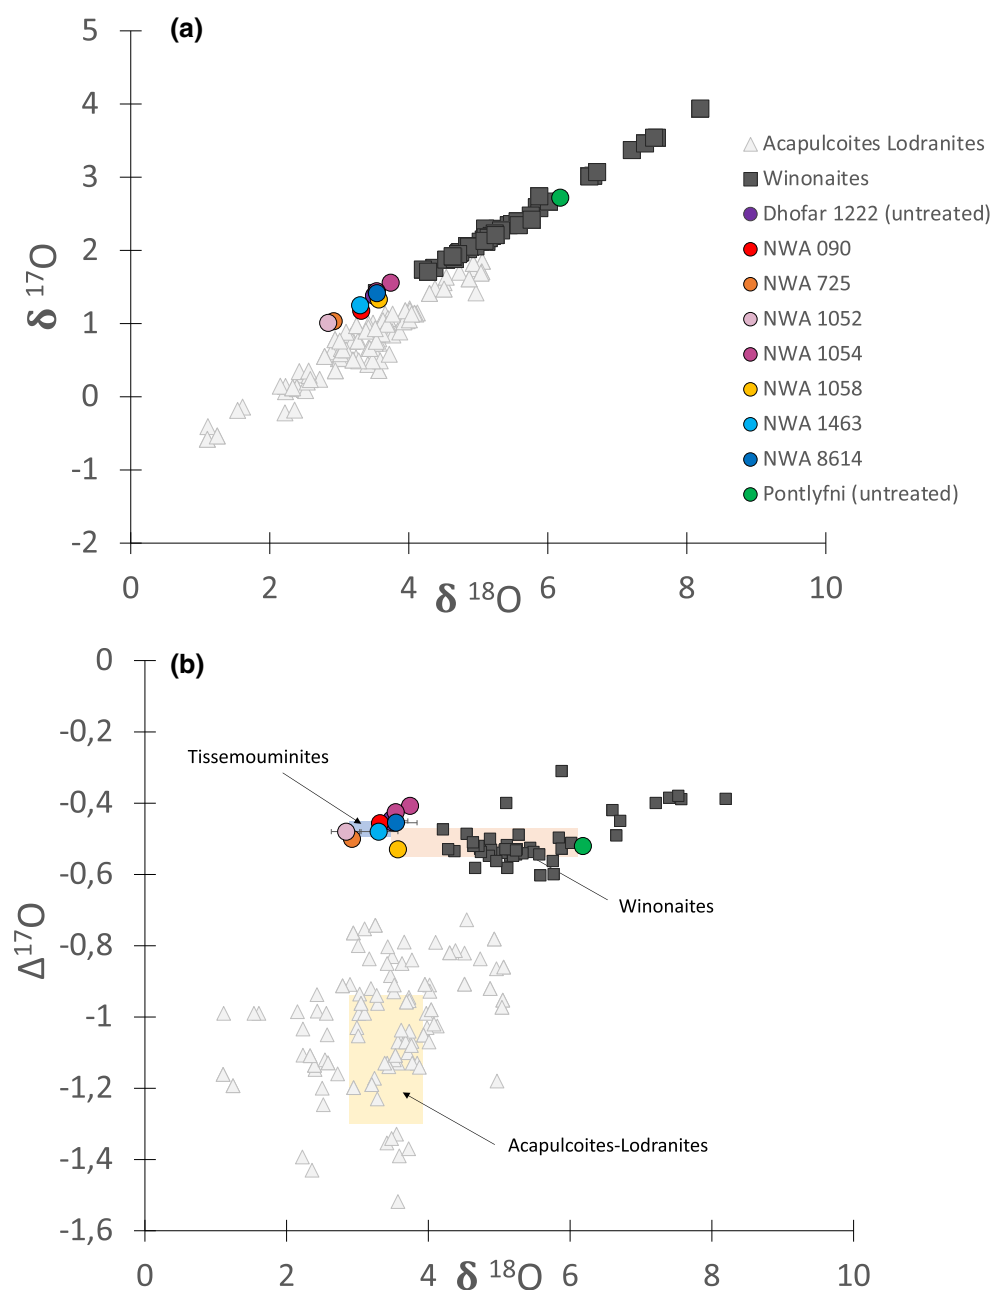 (a)
5
4
3
2
1
0
-1
-2
δ 17O
0 2 4 6 8 10
δ 18O
Acapulcoites Lodranites
Winonaites
Dhofar 1222 (untreated)
NWA 090
NWA 725
NWA 1052
NWA 1054
NWA 1058
NWA 1463
NWA 8614
Pontlyfni (untreated)
(b)
0
-0,2
-0,4
-0,6
-0,8
-1
-1,2
-1,4
-1,6
Δ17O
Tissemouminites
Winonaites
Acapulcoites-Lodranites
0 2 4 6 8 10
δ 18O